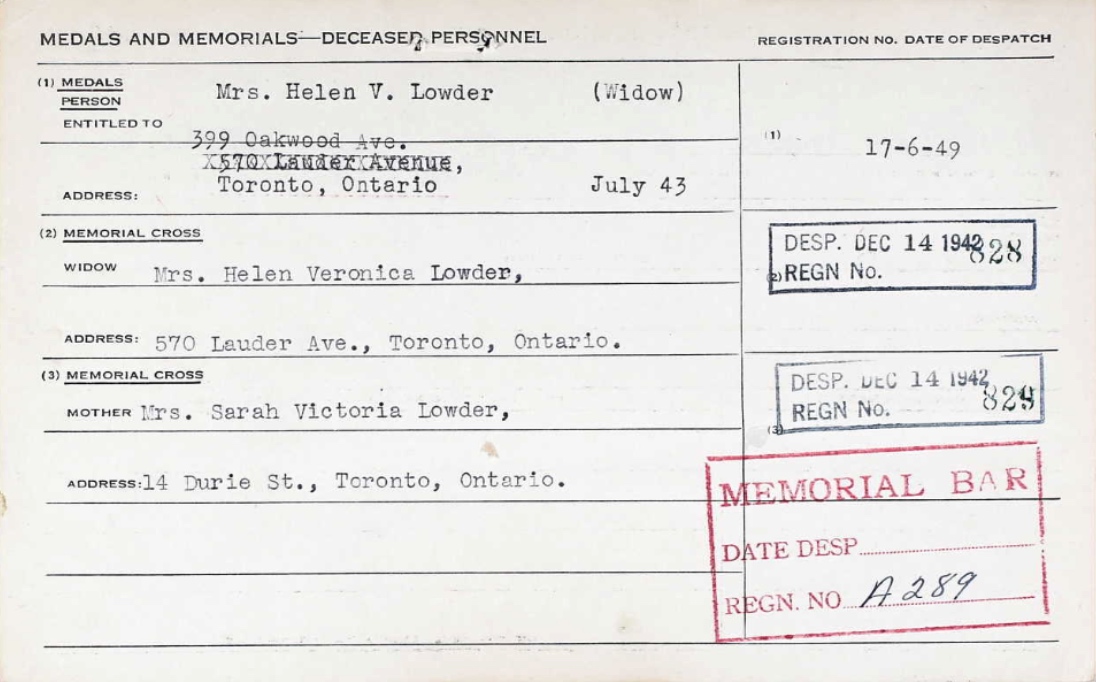 MEDALS AND MEMORIALS—DECEASED PERSONNEL
REGISTRATION NO. DATE OF DESPATCH
(1) MEDALS
PERSON
ENTITLED TO
Mrs. Helen V. Lowder (Widow)
399 Oakwood Ave.
570 Lauder Avenue,
ADDRESS: Toronto, Ontario July 43
(1) 17-6-49
(2) MEMORIAL CROSS
WIDOW Mrs. Helen Veronica Lowder,
ADDRESS: 570 Lauder Ave., Toronto, Ontario.
DESP. DEC 14 1942 828
(2) REGN No.
(3) MEMORIAL CROSS
MOTHER Mrs. Sarah Victoria Lowder,
ADDRESS: 14 Durie St., Toronto, Ontario.
DESP. DEC 14 1942
REGN No. 829
(3)
MEMORIAL BAR
DATE DESP
REGN. NO A 289